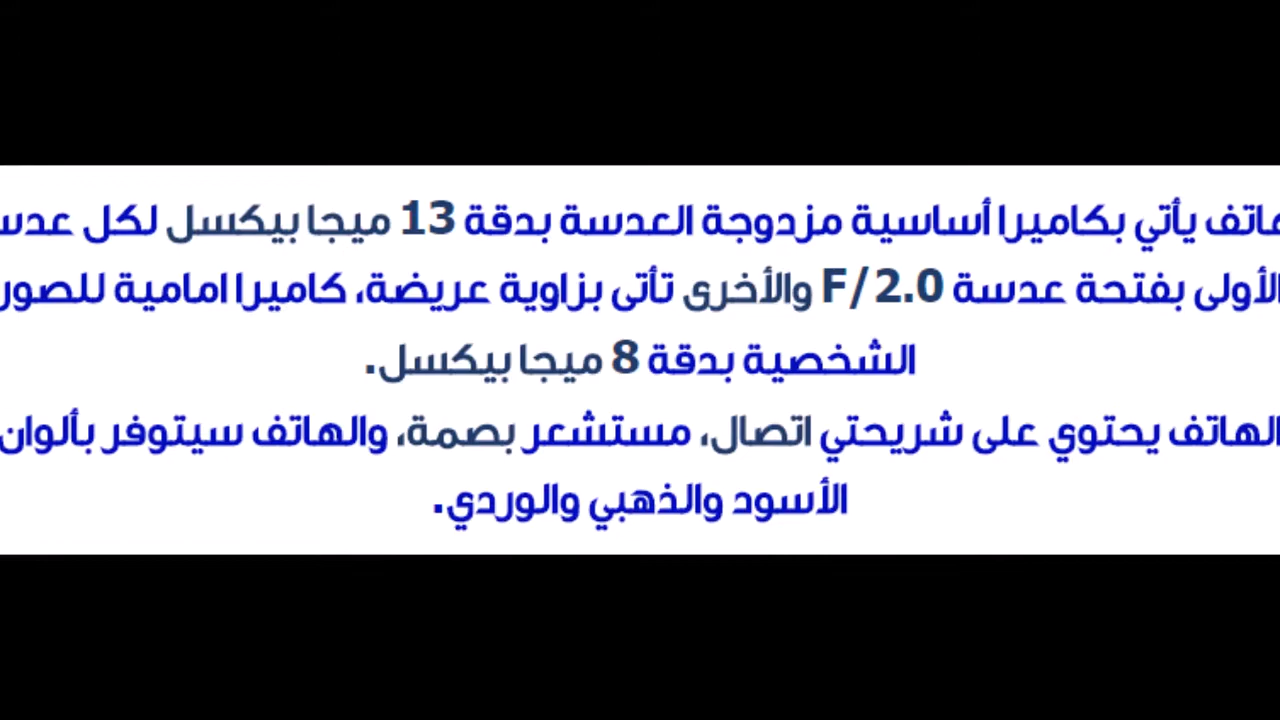 هاتف يأتي بكاميرا أساسية مزدوجة العدسة بدقة 13 ميجا بيكسل لكل عدس
الأولى بفتحة عدسة F/2.0 والأخرى تأتى بزاوية عريضة، كاميرا امامية للصور
الشخصية بدقة 8 ميجا بيكسل.
الهاتف يحتوي على شريحتي اتصال، مستشعر بصمة، والهاتف سيتوفر بألوان
الأسود والذهبي والوردي.